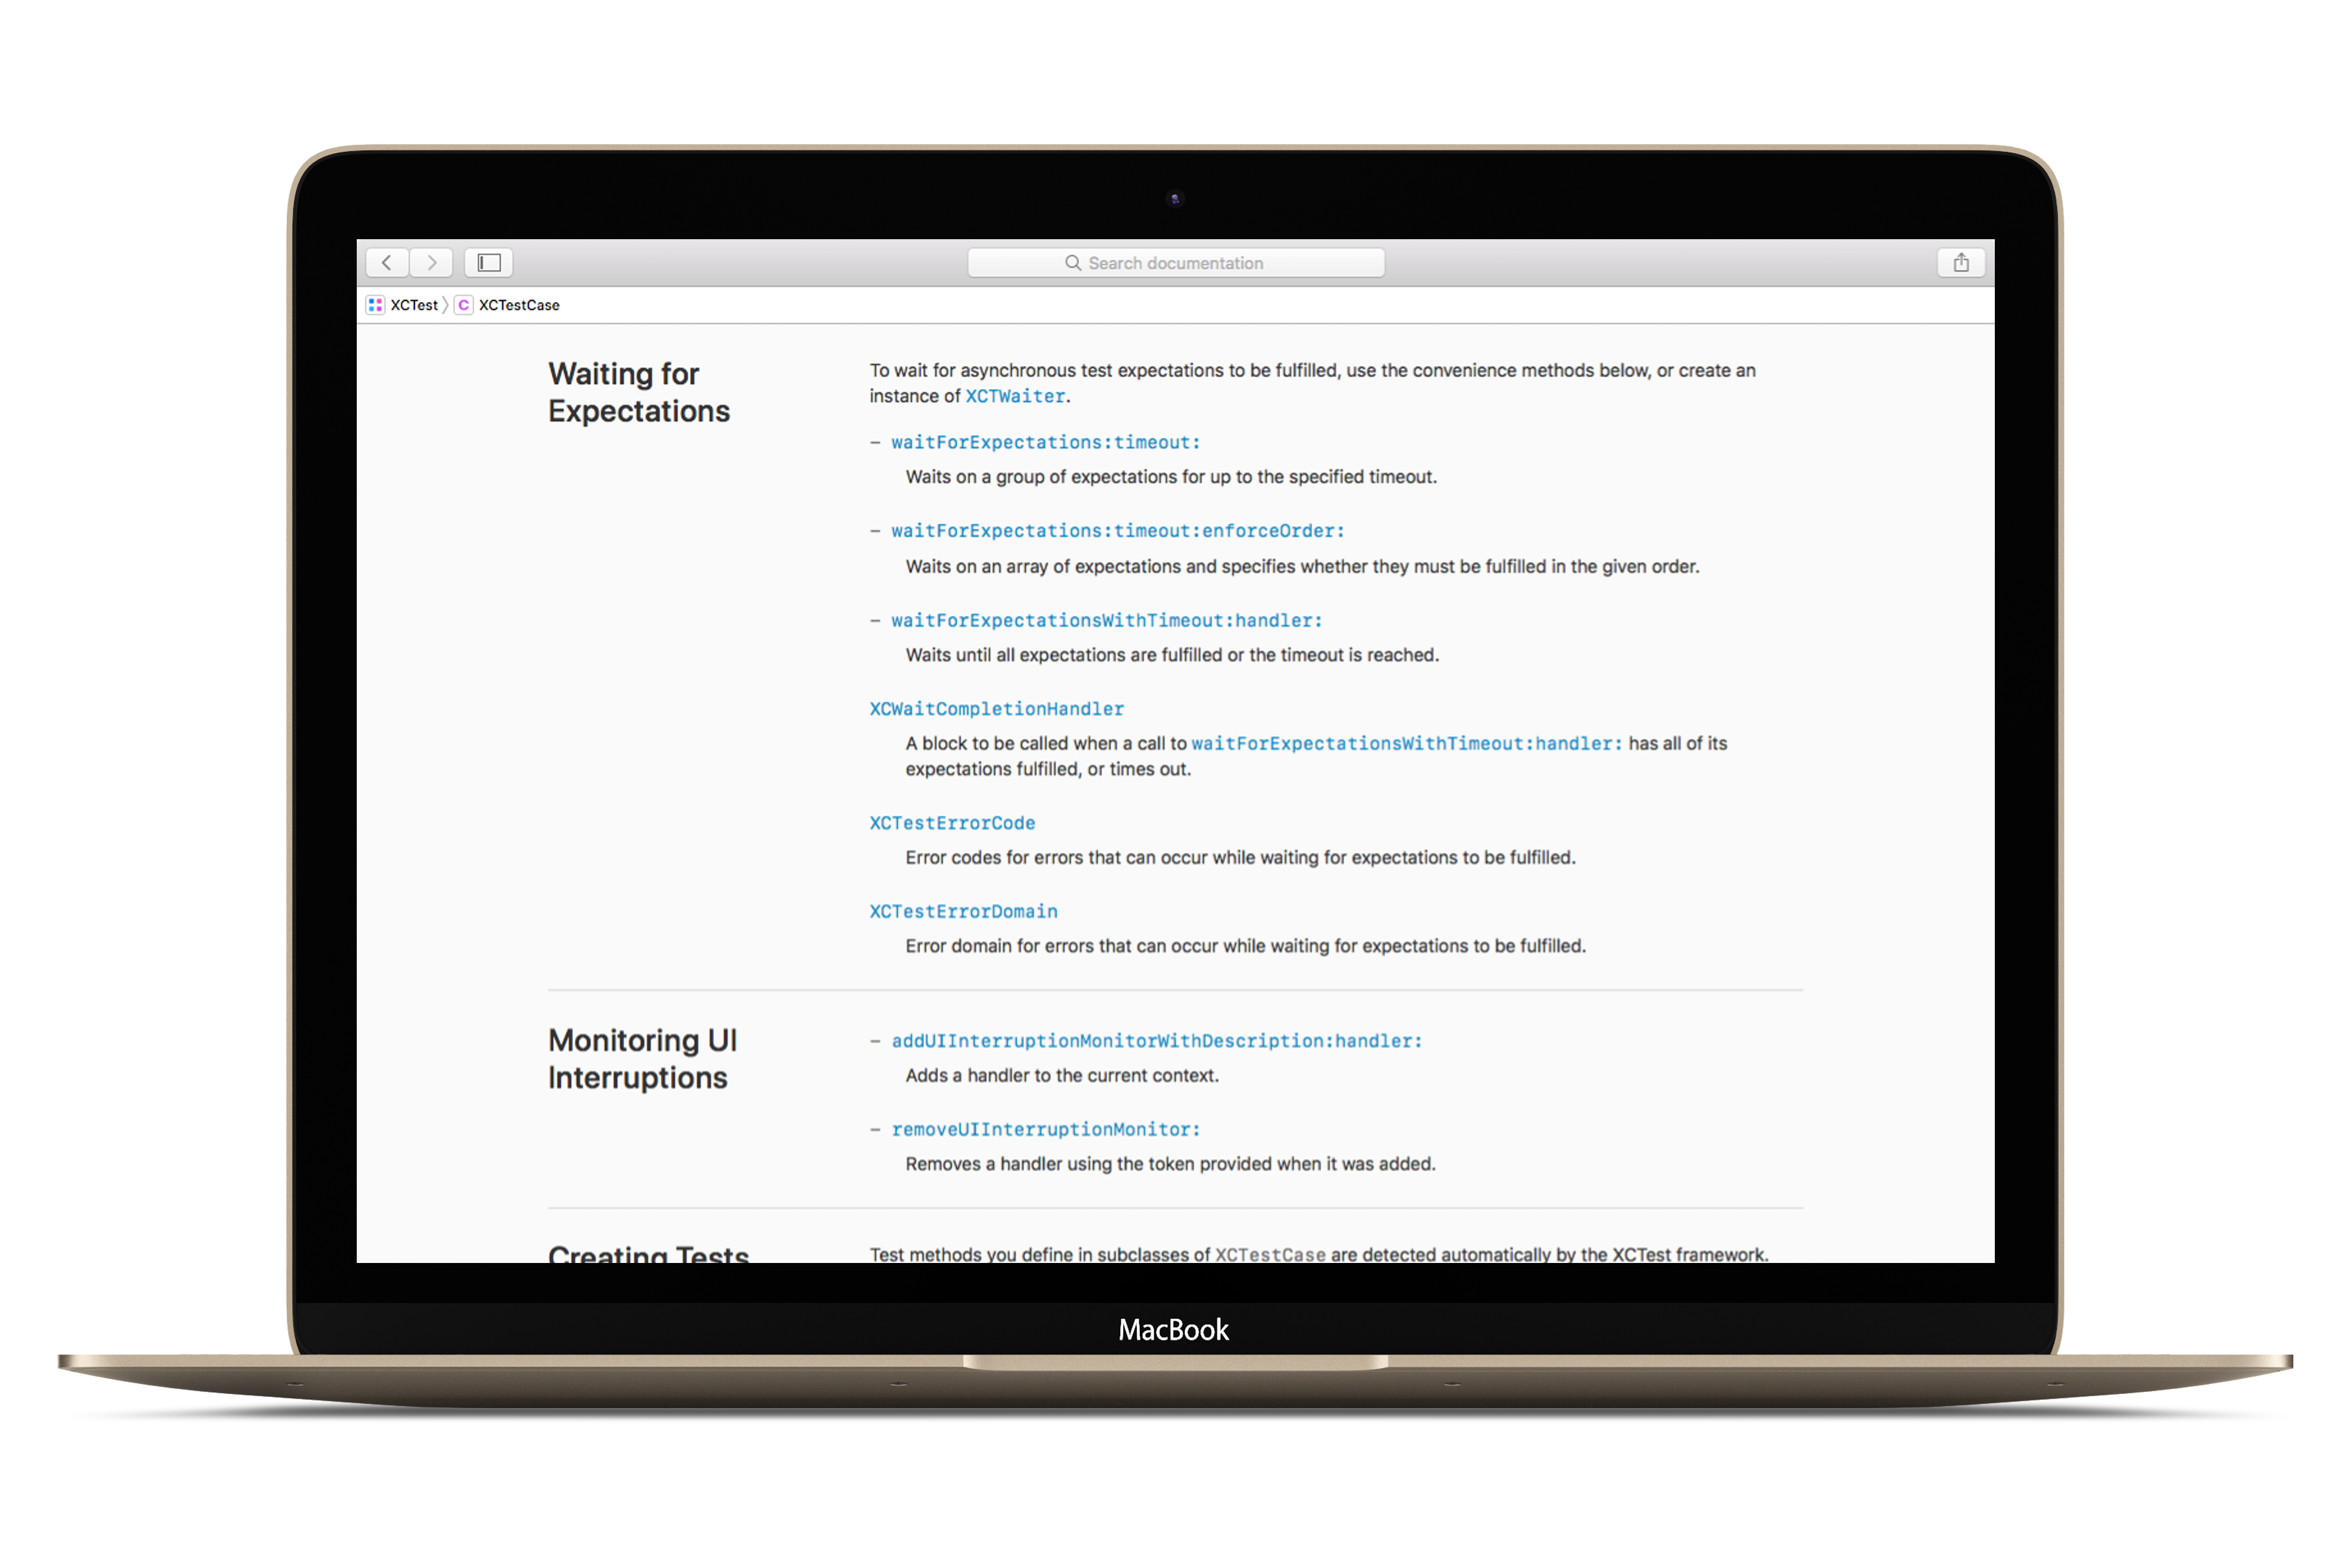 Search documentation
XCTest
C XCTestCase
Waiting for
Expectations
To wait for asynchronous test expectations to be fulfilled, use the convenience methods below, or create an
instance of XCTWaiter.
– waitForExpectations:timeout:
Waits on a group of expectations for up to the specified timeout.
– waitForExpectations:timeout:enforceOrder:
Waits on an array of expectations and specifies whether they must be fulfilled in the given order.
– waitForExpectationsWithTimeout:handler:
Waits until all expectations are fulfilled or the timeout is reached.
XCWaitCompletionHandler
A block to be called when a call to waitForExpectationsWithTimeout:handler: has all of its
expectations fulfilled, or times out.
XCTestErrorCode
Error codes for errors that can occur while waiting for expectations to be fulfilled.
XCTestErrorDomain
Error domain for errors that can occur while waiting for expectations to be fulfilled.
Monitoring UI
Interruptions
– addUIInterruptionMonitorWithDescription:handler:
Adds a handler to the current context.
– removeUIInterruptionMonitor:
Removes a handler using the token provided when it was added.
Creating Tests
Test methods you define in subclasses of XCTestCase are detected automatically by the XCTest framework.
MacBook